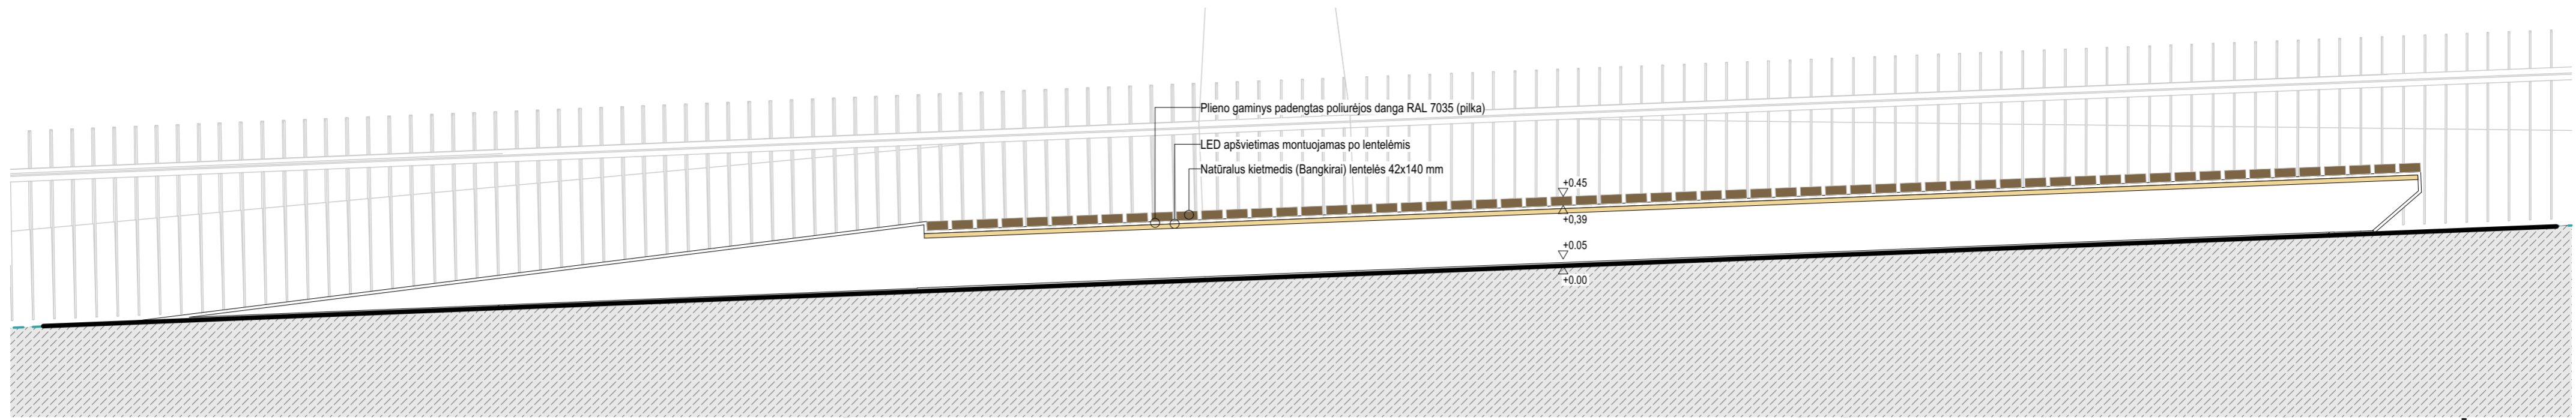 Plieno gaminys padengtas poliurėjos danga RAL 7035 (pilka)
LED apšvietimas montuojamas po lentelėmis
Natūralus kietmedis (Bangkirai) lentelės 42x140 mm
+0.45
+0,39
+0.05
+0.00